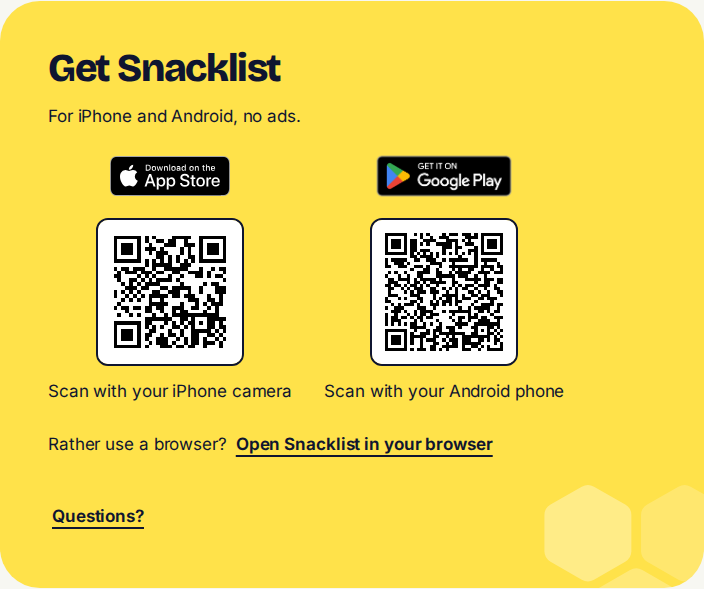 Get Snacklist
For iPhone and Android, no ads.
Download on the
App Store
GET IT ON
Google Play
Scan with your iPhone camera
Scan with your Android phone
Rather use a browser? Open Snacklist in your browser
Questions?